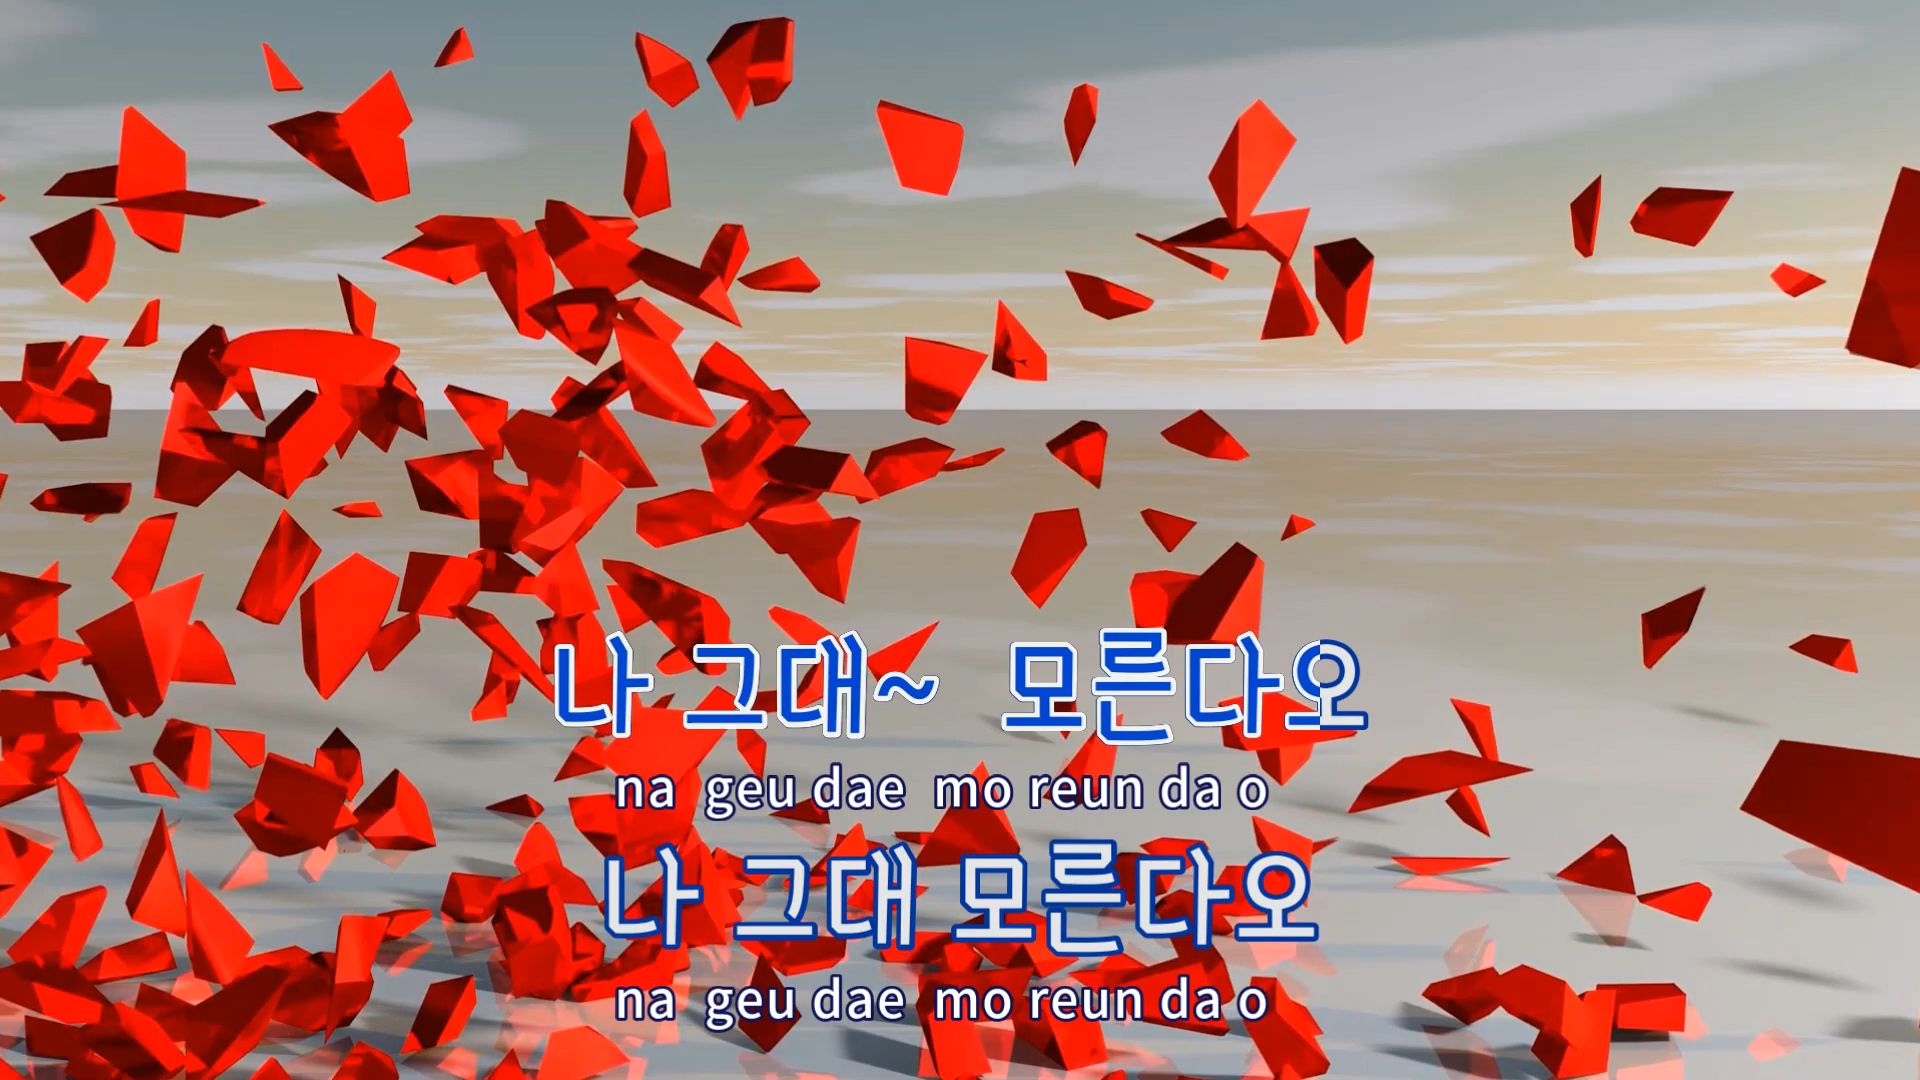 나 그대~ 모른다오
na geu dae mo reun da o
나 그대 모른다오
na geu dae mo reun da o